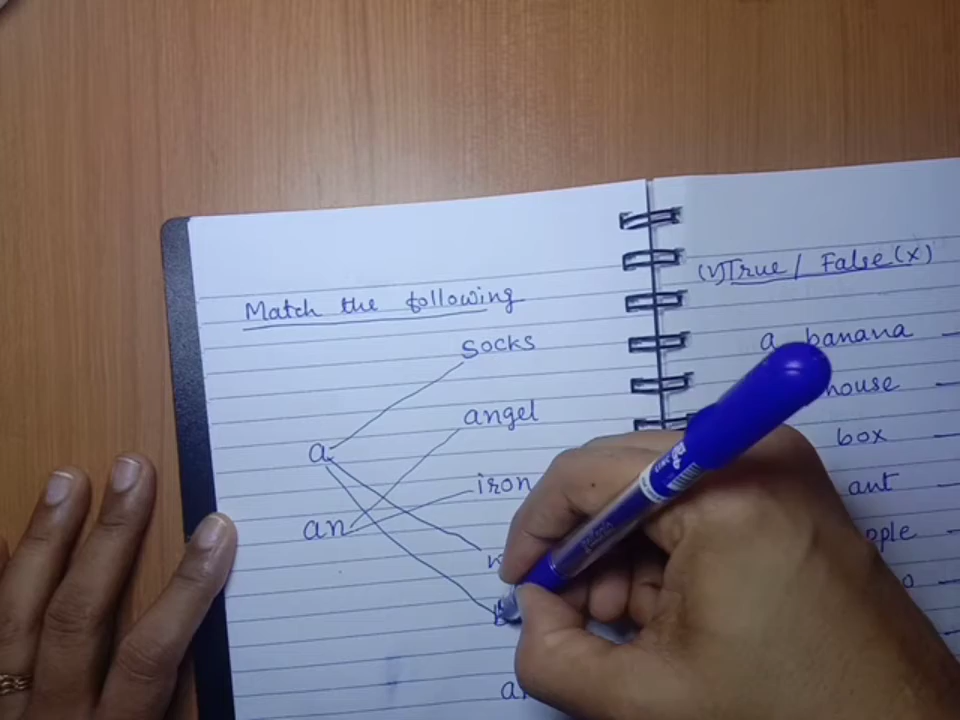 Match the following
socks
angel
a
iron
an
(√) True / False (x)
a banana
house
box
ant